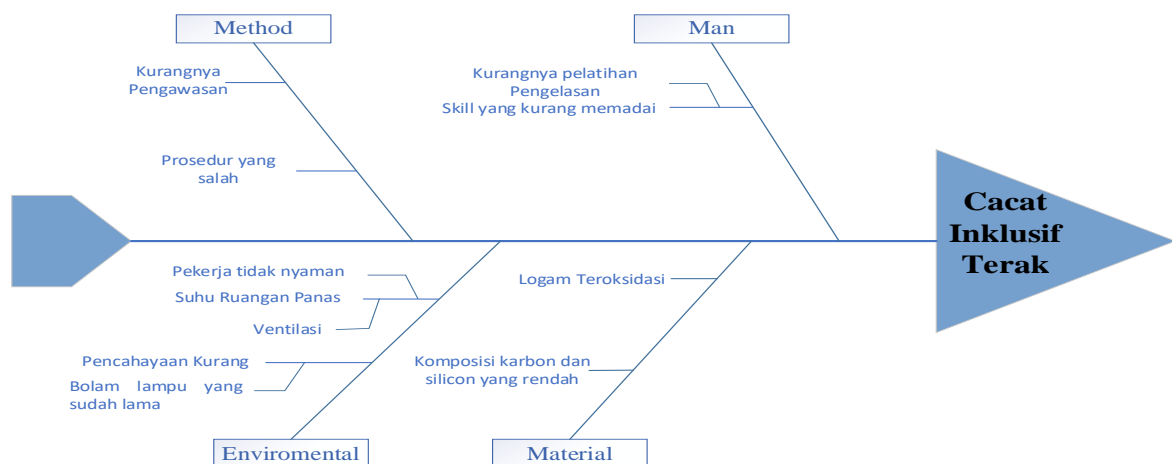 Method
Man
Kurangnya
Pengawasan
Kurangnya pelatihan
Pengelasan
Skill yang kurang memadai
Prosedur yang
salah
Cacat
Inklusif
Terak
Pekerja tidak nyaman
Suhu Ruangan Panas
Ventilasi
Logam Teroksidasi
Pencahayaan Kurang
Bolam lampu yang
sudah lama
Komposisi karbon dan
silicon yang rendah
Enviromental
Material